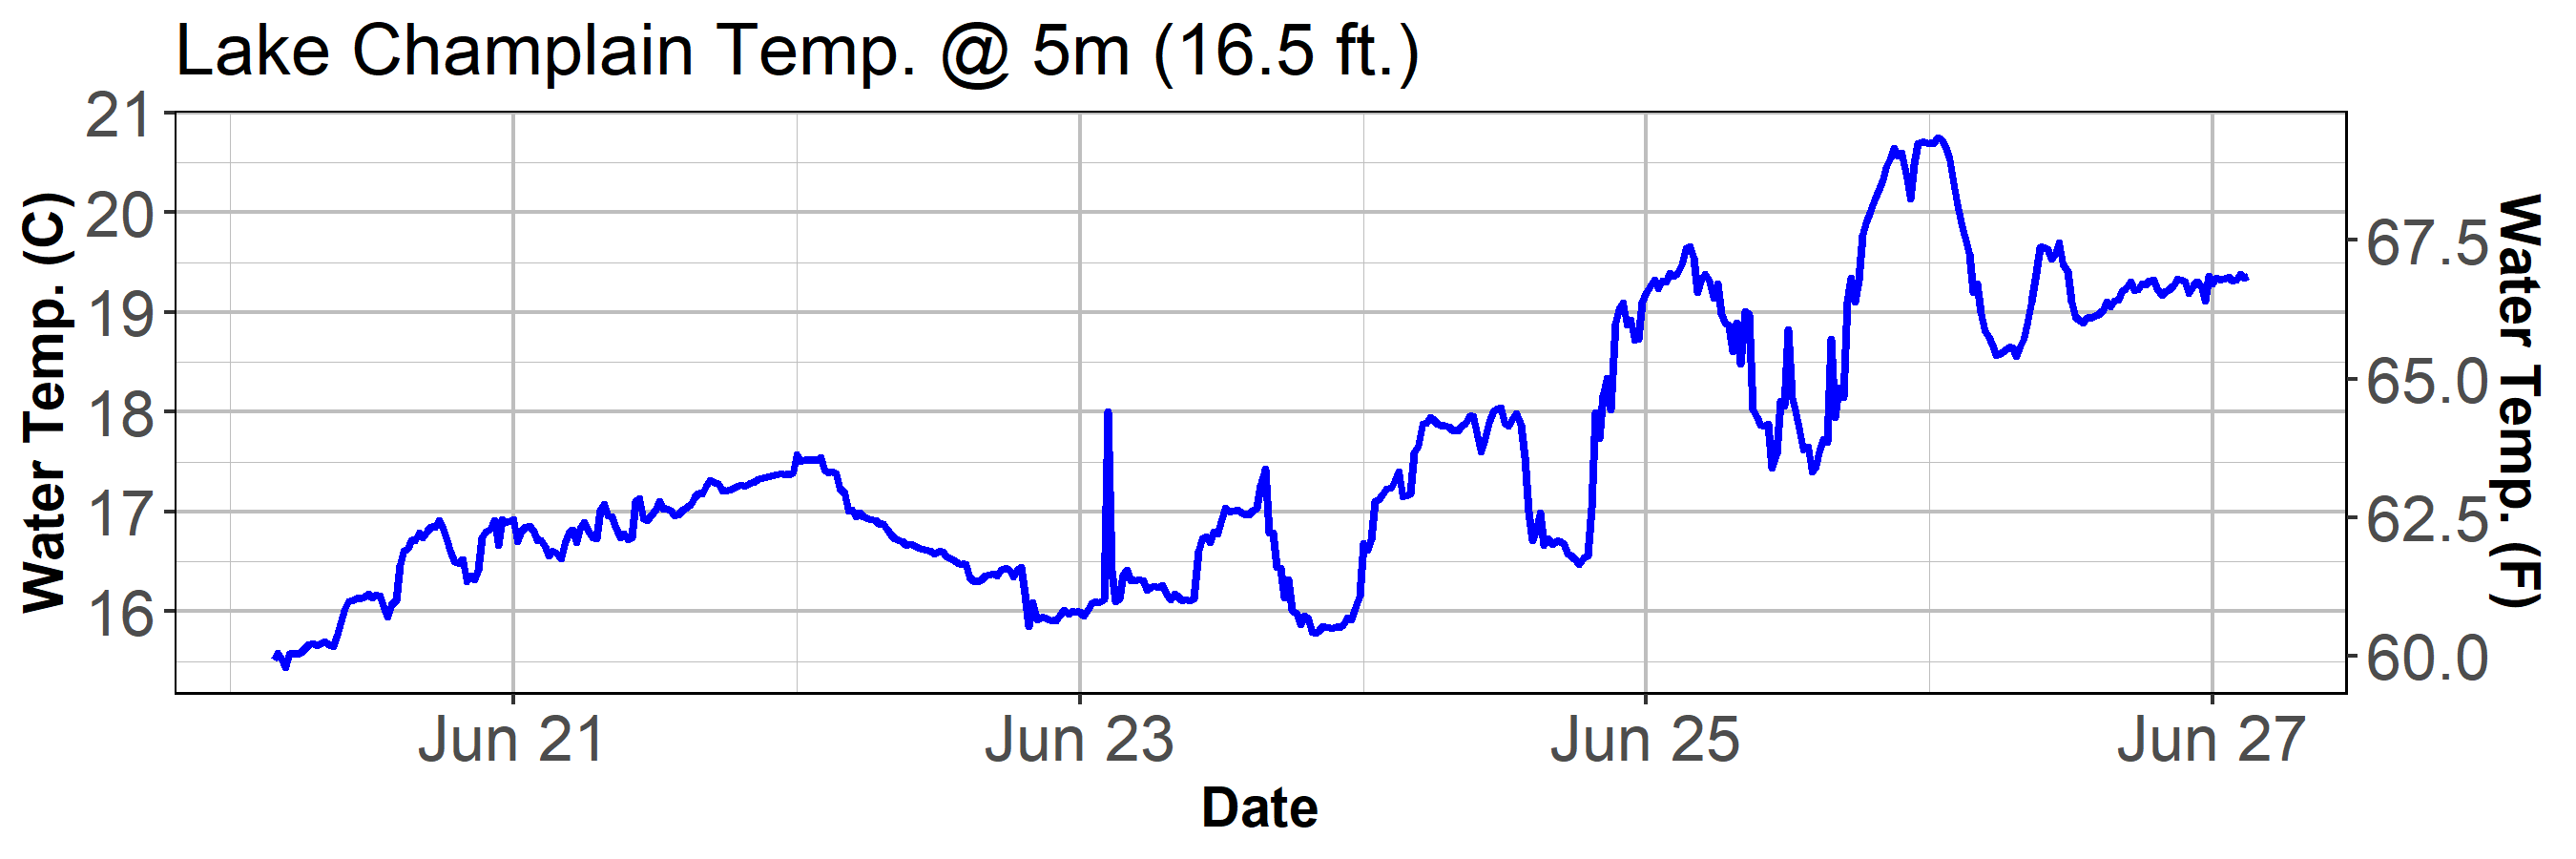 Lake Champlain Temp. @ 5m (16.5 ft.)
Water Temp. (C)
21
20
19
18
17
16
67.5
65.0
62.5
60.0
Water Temp. (F)
Jun 21 Jun 23 Jun 25 Jun 27
Date